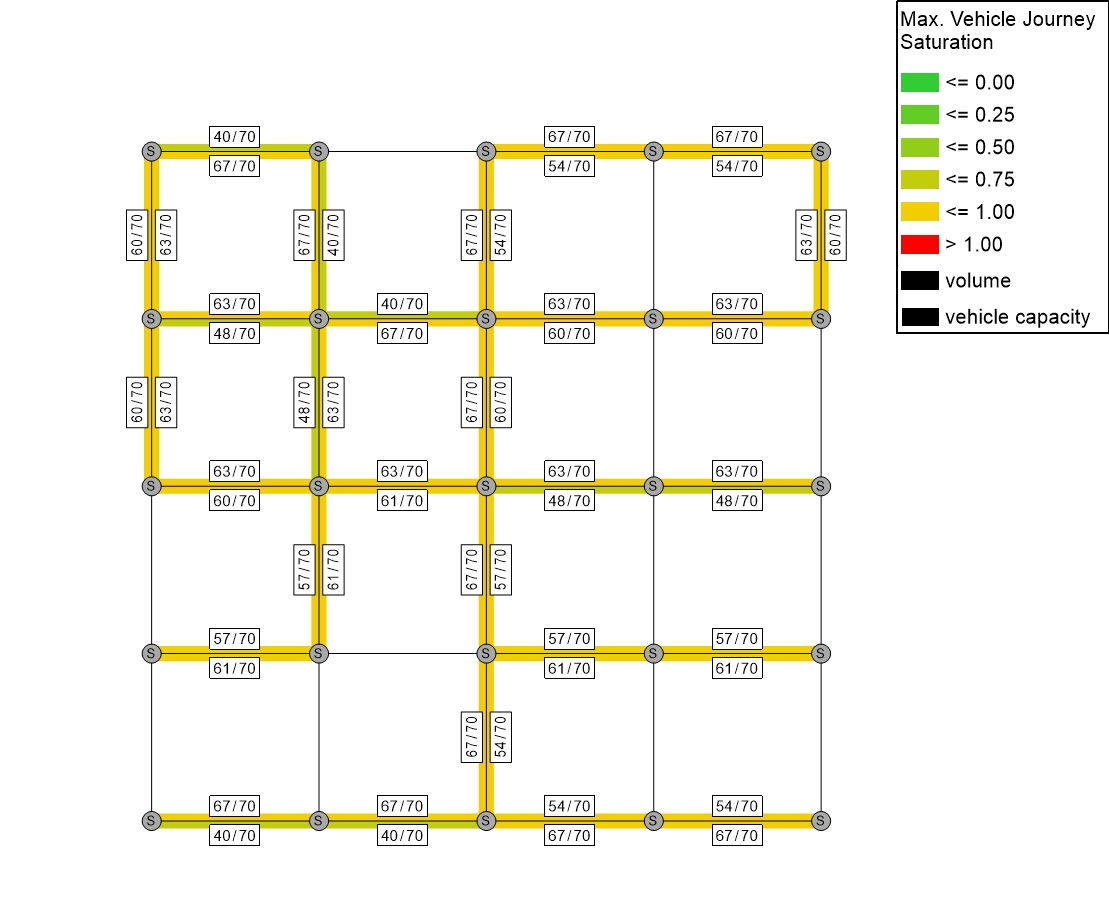 Max. Vehicle Journey
Saturation
<= 0.00
<= 0.25
<= 0.50
<= 0.75
<= 1.00
> 1.00
volume
vehicle capacity
40/70 67/70 67/70
S S S S S
67/70 54/70 54/70
60/70 63/70 67/70 40/70 67/70 54/70 63/70 60/70
63/70 40/70 63/70 63/70
S S S S S
48/70 67/70 60/70 60/70
60/70 63/70 48/70 63/70 67/70 60/70
63/70 63/70 63/70 63/70
S S S S S
60/70 61/70 48/70 48/70
57/70 61/70 67/70 57/70
57/70 57/70 57/70
S S S S S
61/70 61/70 61/70
67/70 54/70
67/70 67/70 54/70 54/70
S S S S S
40/70 40/70 67/70 67/70